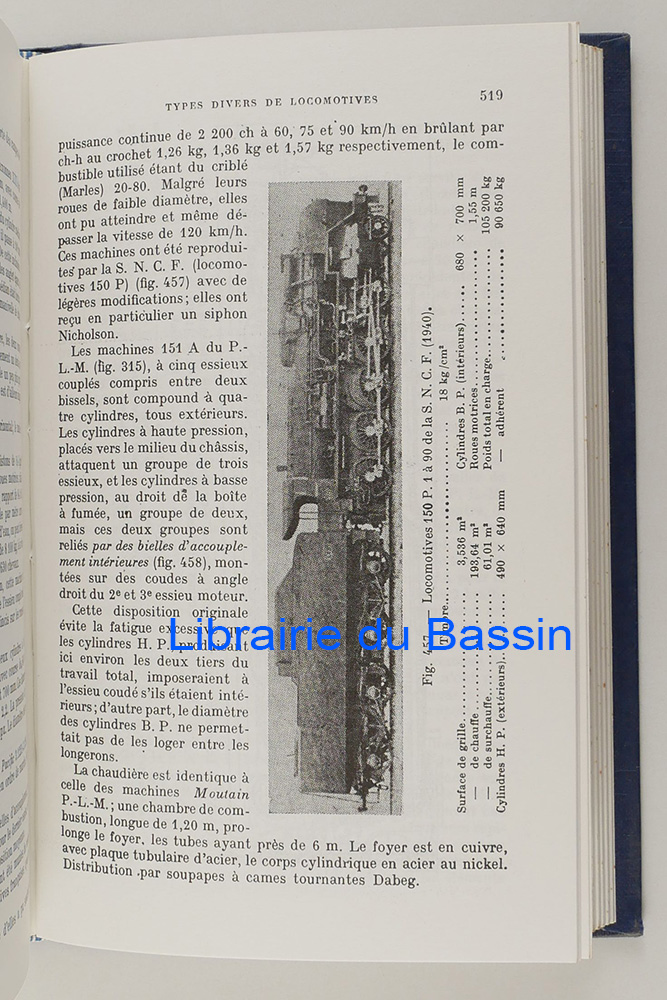 TYPES DIVERS DE LOCOMOTIVES 519
puissance continue de 2 200 ch à 60, 75 et 90 km/h en brûlant par
ch-h au crochet 1,26 kg, 1,36 kg et 1,57 kg respectivement, le com-
bustible utilisé étant du criblé
(Marles) 20-80. Malgré leurs
roues de faible diamètre, elles
ont pu atteindre et même dé-
passer la vitesse de 120 km/h.
Ces machines ont été reprodui-
tes par la S. N. C. F. (locomo-
tives 150 P) (fig. 457) avec de
légères modifications ; elles ont
reçu en particulier un siphon
Nicholson.
Les machines 151 A du P.-
L.-M. (fig. 315), à cinq essieux
couplés compris entre deux
bissels, sont compound à qua-
tre cylindres, tous extérieurs.
Les cylindres à haute pression,
placés vers le milieu du châssis,
attaquent un groupe de trois
essieux, et les cylindres à basse
pression, au droit de la boîte
à fumée, un groupe de deux,
mais ces deux groupes sont
reliés par des bielles d'accouple-
ment intérieures (fig. 458), mon-
tées sur des coudes à angle
droit du 2e et 3e essieu moteur.
Cette disposition originale
évite la fatigue excessive que
les cylindres H. P., produisant
ici environ les deux tiers du
travail total, imposeraient à
l'essieu coudé s'ils étaient inté-
rieurs ; d'autre part, le diamètre
des cylindres B. P. ne permet-
tait pas de les loger entre les
longerons.
La chaudière est identique à
celle des machines Moutain
P.-L.-M. ; une chambre de com-
bustion, longue de 1,20 m, pro-
longe le foyer, les tubes ayant près de 6 m. Le foyer est en cuivre,
avec plaque tubulaire d'acier, le corps cylindrique en acier au nickel.
Distribution par soupapes à cames tournantes Dabeg.
Fig. 457. — Locomotives 150 P. 1 à 90 de la S. N. C. F. (1940).
Timbre 18 kg/cm²
Surface de grille 3,536 m²
— de chauffe 193,64 m²
— de surchauffe 61,01 m²
Cylindres H. P. (extérieurs) 490 × 640 mm
Cylindres B. P. (intérieurs) 680 × 700 mm
Roues motrices 1,55 m
Poids total en charge 105 200 kg
— adhérent 90 650 kg
Librairie du Bassin